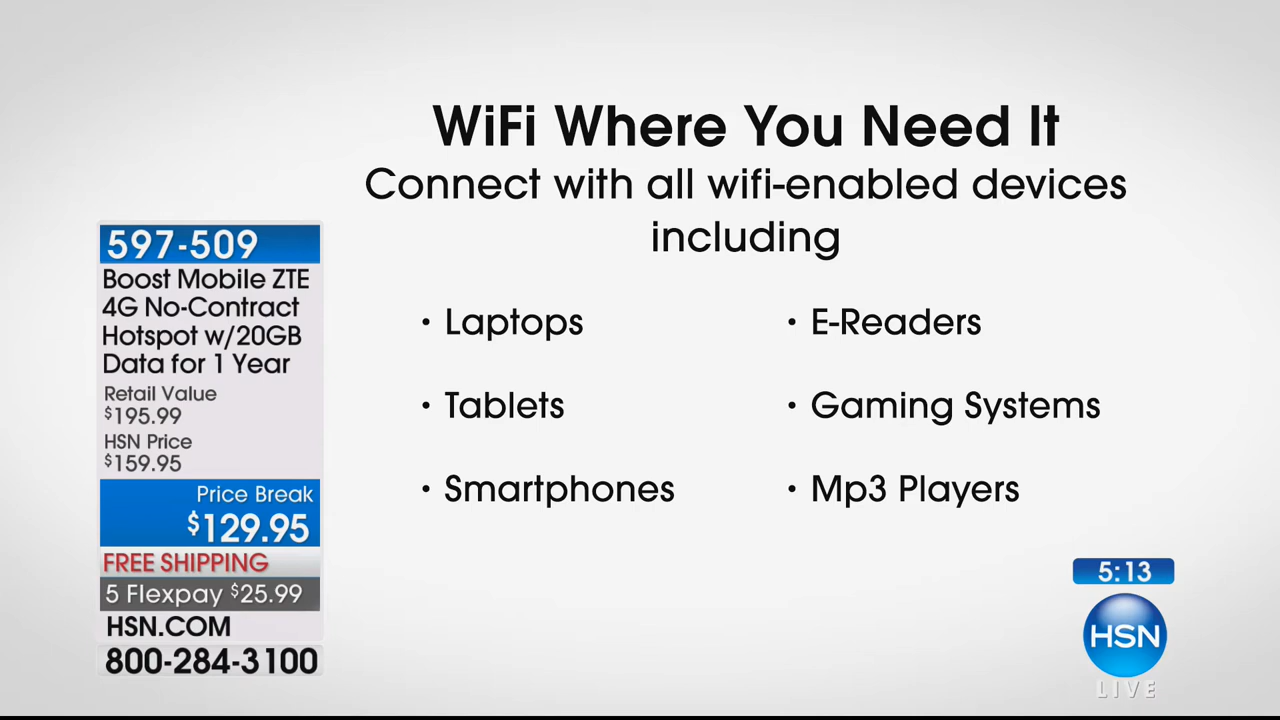 WiFi Where You Need It
Connect with all wifi-enabled devices
including
• Laptops
• E-Readers
• Tablets
• Gaming Systems
• Smartphones
• Mp3 Players
597-509
Boost Mobile ZTE
4G No-Contract
Hotspot w/20GB
Data for 1 Year
Retail Value
$195.99
HSN Price
$159.95
Price Break
$129.95
FREE SHIPPING
5 Flexpay $25.99
HSN.COM
800-284-3100
5:13
HSN
LIVE